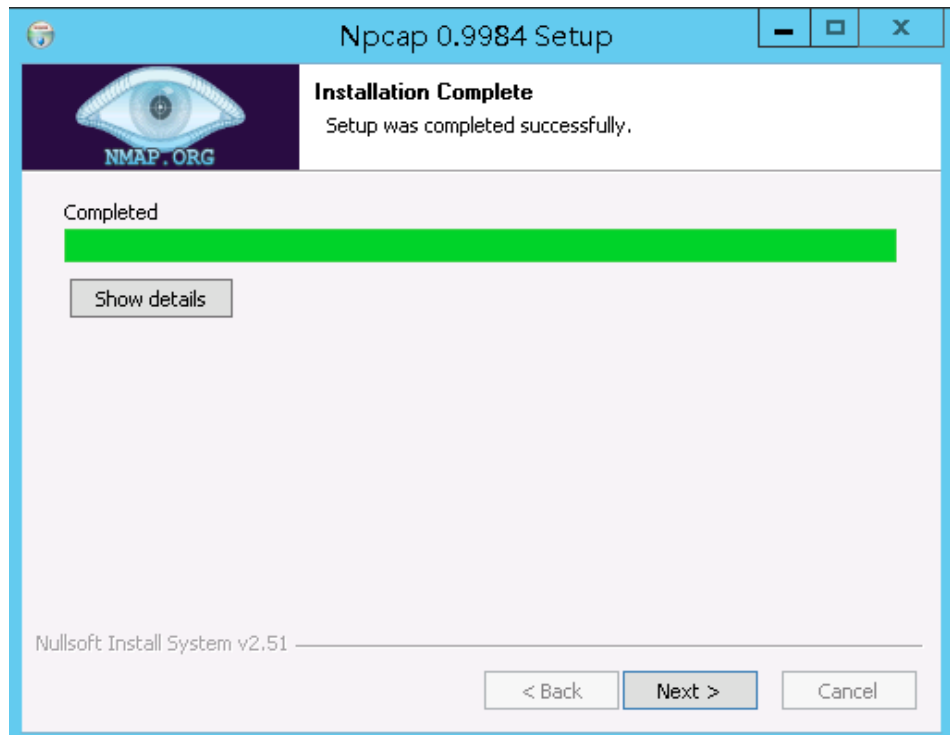 Npcap 0.9984 Setup
x
NMAP.ORG
Installation Complete
Setup was completed successfully.
Completed
Show details
Nullsoft Install System v2.51
< Back
Next >
Cancel